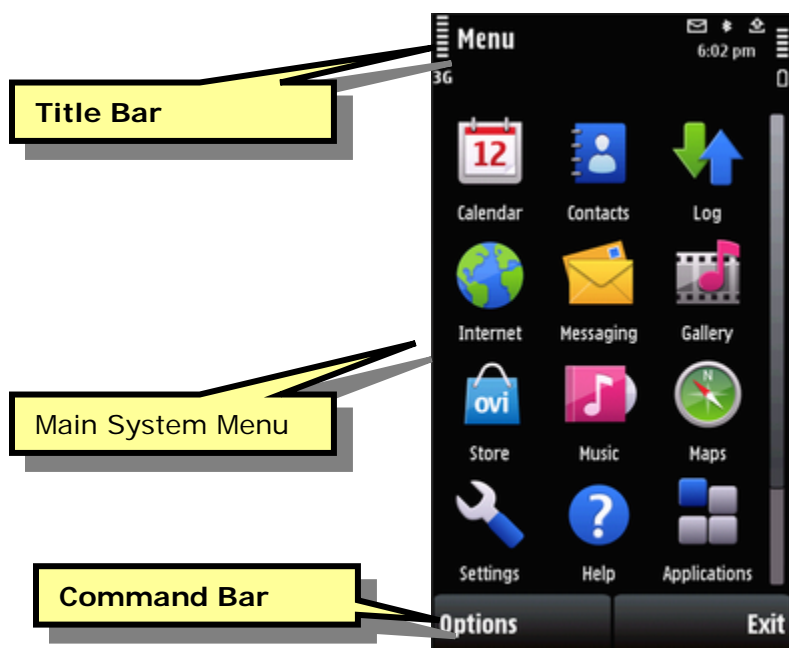 Menu
6:02 pm
3G
Title Bar
12
Calendar Contacts Log
Internet Messaging Gallery
Main System Menu
ovi
N
Store Music Maps
?
Settings Help Applications
Command Bar
Options Exit